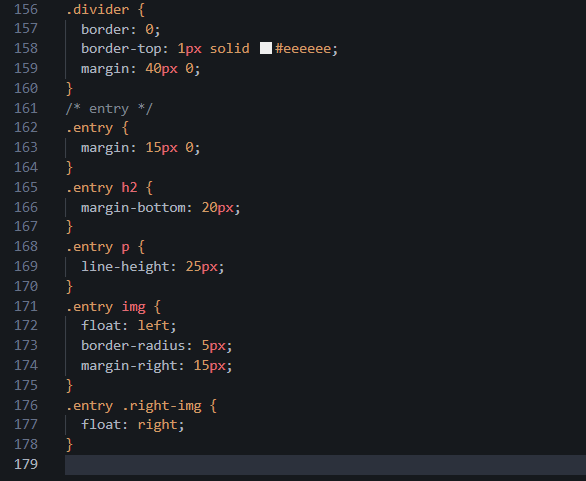 156 .divider {
157   border: 0;
158   border-top: 1px solid #eeeeee;
159   margin: 40px 0;
160 }
161 /* entry */
162 .entry {
163   margin: 15px 0;
164 }
165 .entry h2 {
166   margin-bottom: 20px;
167 }
168 .entry p {
169   line-height: 25px;
170 }
171 .entry img {
172   float: left;
173   border-radius: 5px;
174   margin-right: 15px;
175 }
176 .entry .right-img {
177   float: right;
178 }
179